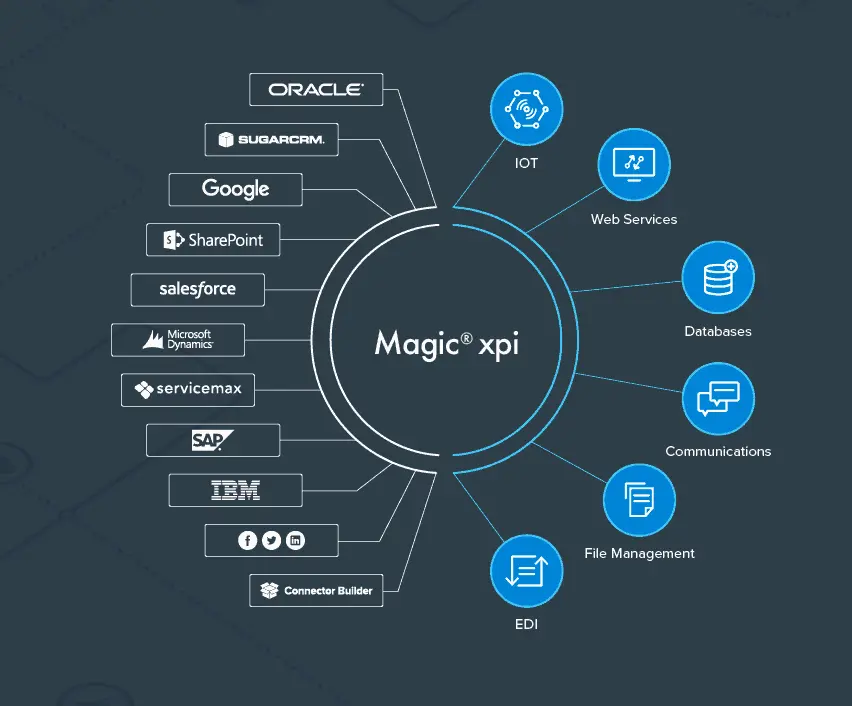 ORACLE®
SUGARCRM.
Google
S SharePoint
salesforce
Microsoft
Dynamics®
servicemax
SAP
IBM
f in
Connector Builder
Magic® xpi
IOT
Web Services
Databases
Communications
File Management
EDI